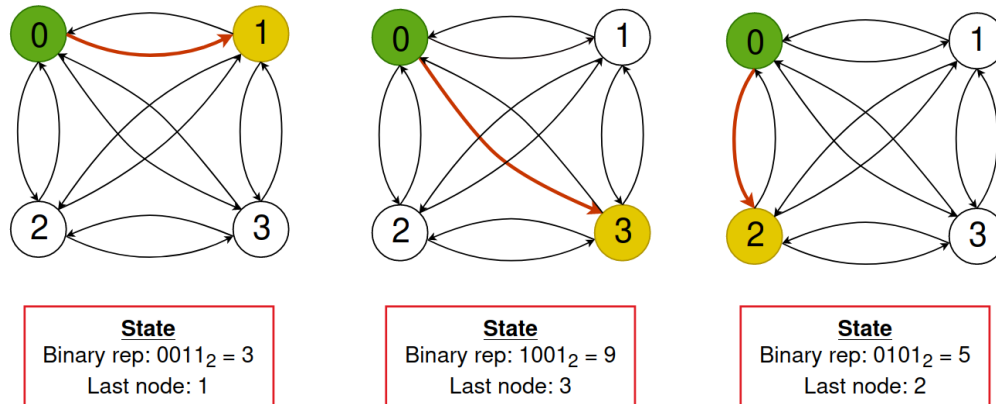 0 1
2 3
0 1
2 3
0 1
2 3
State
Binary rep: 0011₂ = 3
Last node: 1
State
Binary rep: 1001₂ = 9
Last node: 3
State
Binary rep: 0101₂ = 5
Last node: 2